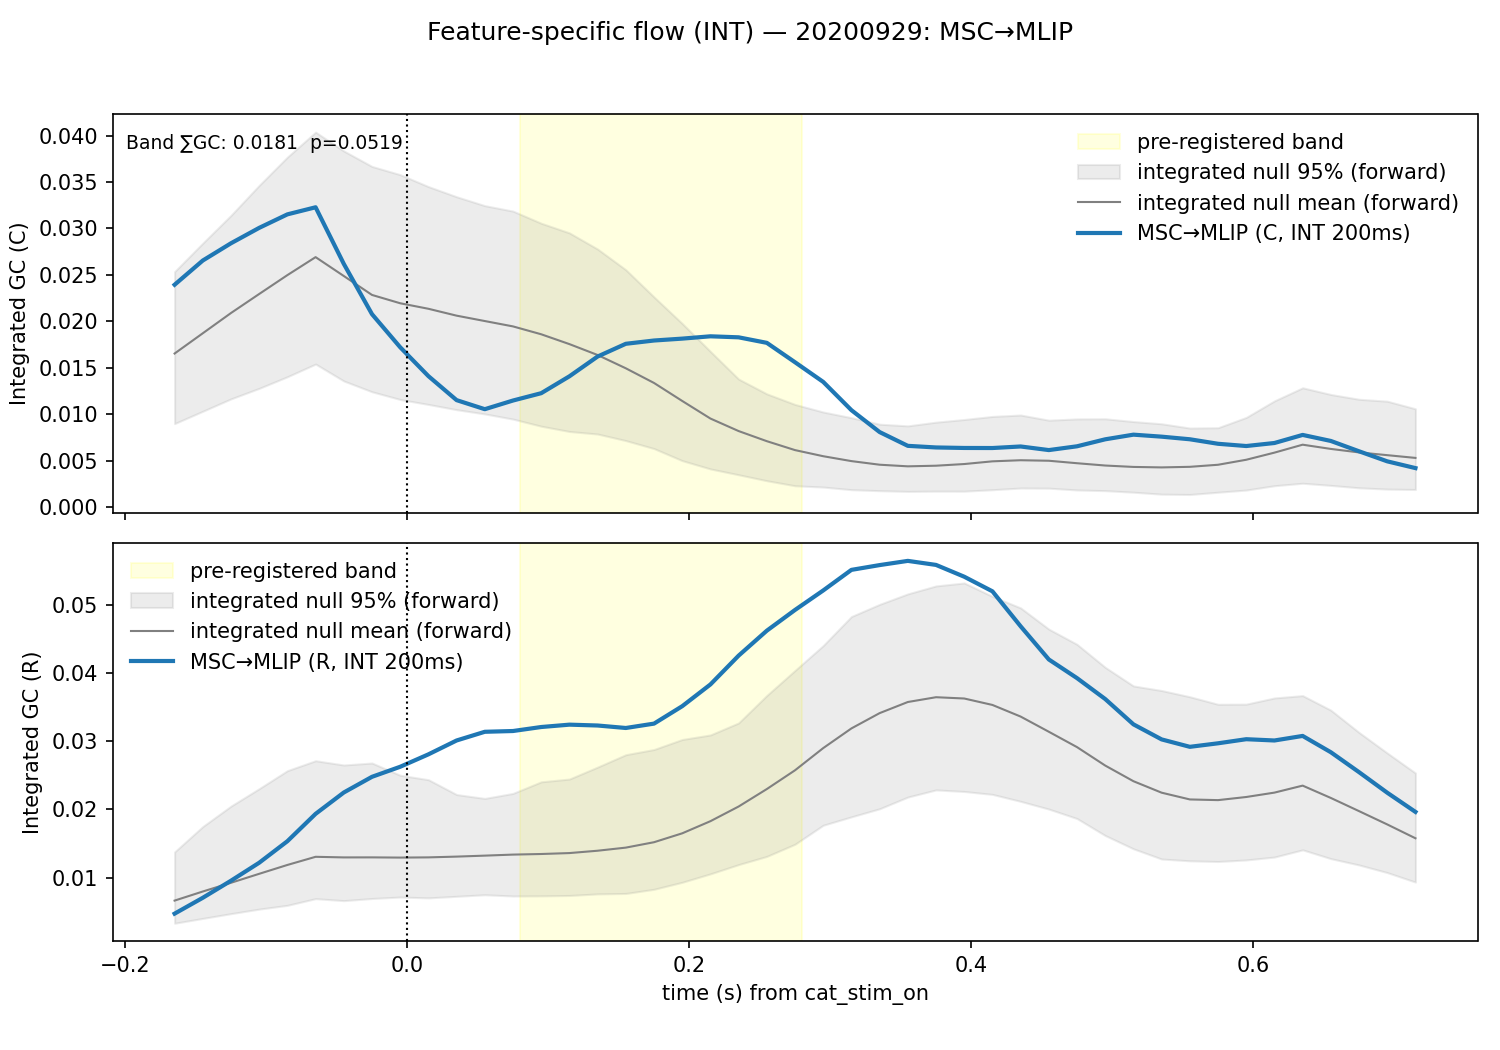 Feature-specific flow (INT) — 20200929: MSC→MLIP
Band ∑GC: 0.0181  p=0.0519
pre-registered band
integrated null 95% (forward)
integrated null mean (forward)
MSC→MLIP (C, INT 200ms)
Integrated GC (C)
0.040
0.035
0.030
0.025
0.020
0.015
0.010
0.005
0.000
pre-registered band
integrated null 95% (forward)
integrated null mean (forward)
MSC→MLIP (R, INT 200ms)
Integrated GC (R)
0.05
0.04
0.03
0.02
0.01
−0.2 0.0 0.2 0.4 0.6
time (s) from cat_stim_on